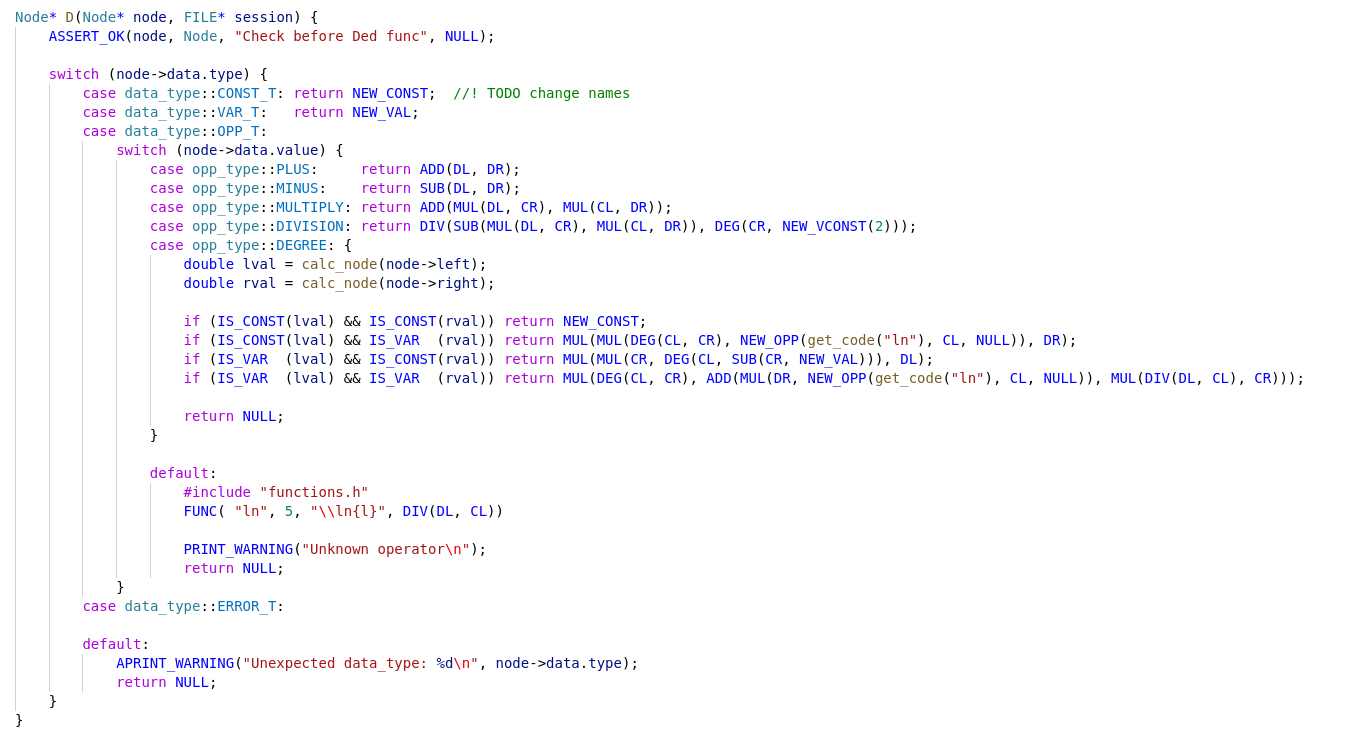 Node* D(Node* node, FILE* session) {
    ASSERT_OK(node, Node, "Check before Ded func", NULL);

    switch (node->data.type) {
        case data_type::CONST_T: return NEW_CONST;  //! TODO change names
        case data_type::VAR_T:   return NEW_VAL;
        case data_type::OPP_T:
            switch (node->data.value) {
                case opp_type::PLUS:     return ADD(DL, DR);
                case opp_type::MINUS:    return SUB(DL, DR);
                case opp_type::MULTIPLY: return ADD(MUL(DL, CR), MUL(CL, DR));
                case opp_type::DIVISION: return DIV(SUB(MUL(DL, CR), MUL(CL, DR)), DEG(CR, NEW_VCONST(2)));
                case opp_type::DEGREE: {
                    double lval = calc_node(node->left);
                    double rval = calc_node(node->right);

                    if (IS_CONST(lval) && IS_CONST(rval)) return NEW_CONST;
                    if (IS_CONST(lval) && IS_VAR  (rval)) return MUL(MUL(DEG(CL, CR), NEW_OPP(get_code("ln"), CL, NULL)), DR);
                    if (IS_VAR  (lval) && IS_CONST(rval)) return MUL(MUL(CR, DEG(CL, SUB(CR, NEW_VAL))), DL);
                    if (IS_VAR  (lval) && IS_VAR  (rval)) return MUL(DEG(CL, CR), ADD(MUL(DR, NEW_OPP(get_code("ln"), CL, NULL)), MUL(DIV(DL, CL), CR)));

                    return NULL;
                }

                default:
                    #include "functions.h"
                    FUNC( "ln", 5, "\\ln{l}", DIV(DL, CL))

                    PRINT_WARNING("Unknown operator\n");
                    return NULL;
            }
        case data_type::ERROR_T:

        default:
            APRINT_WARNING("Unexpected data_type: %d\n", node->data.type);
            return NULL;
    }
}